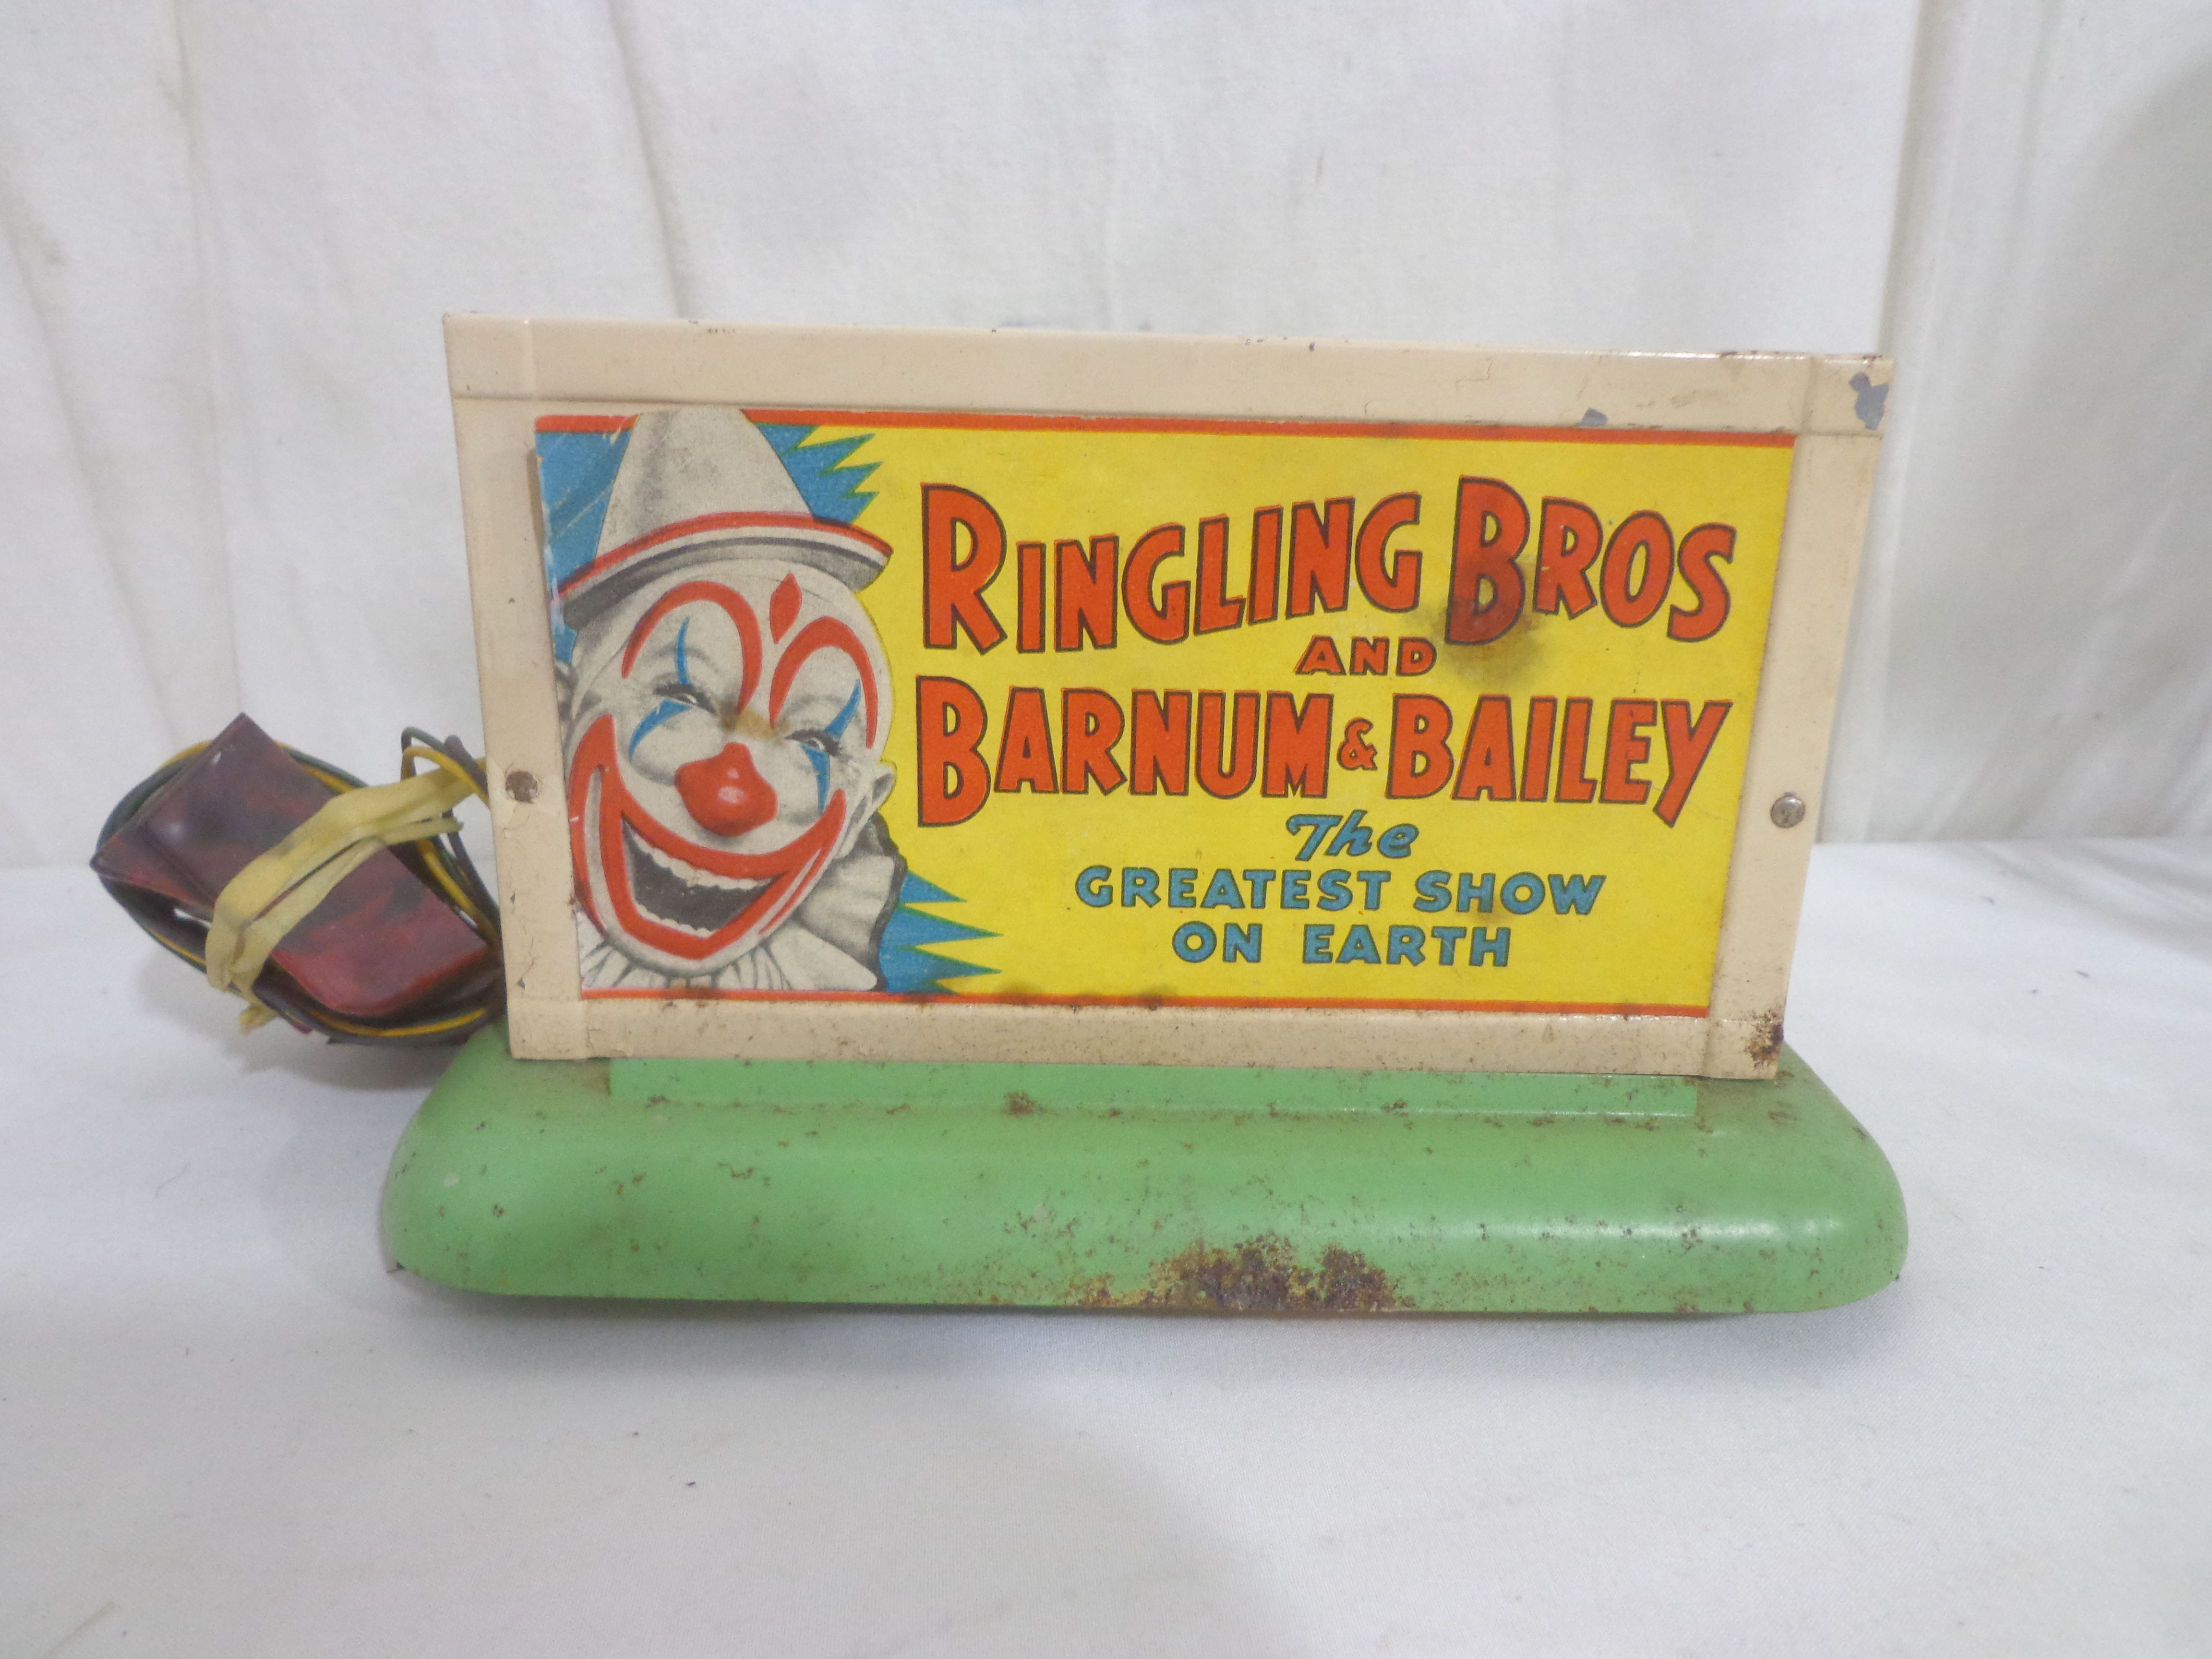 RINGLING BROS
AND
BARNUM & BAILEY
The
GREATEST SHOW
ON EARTH